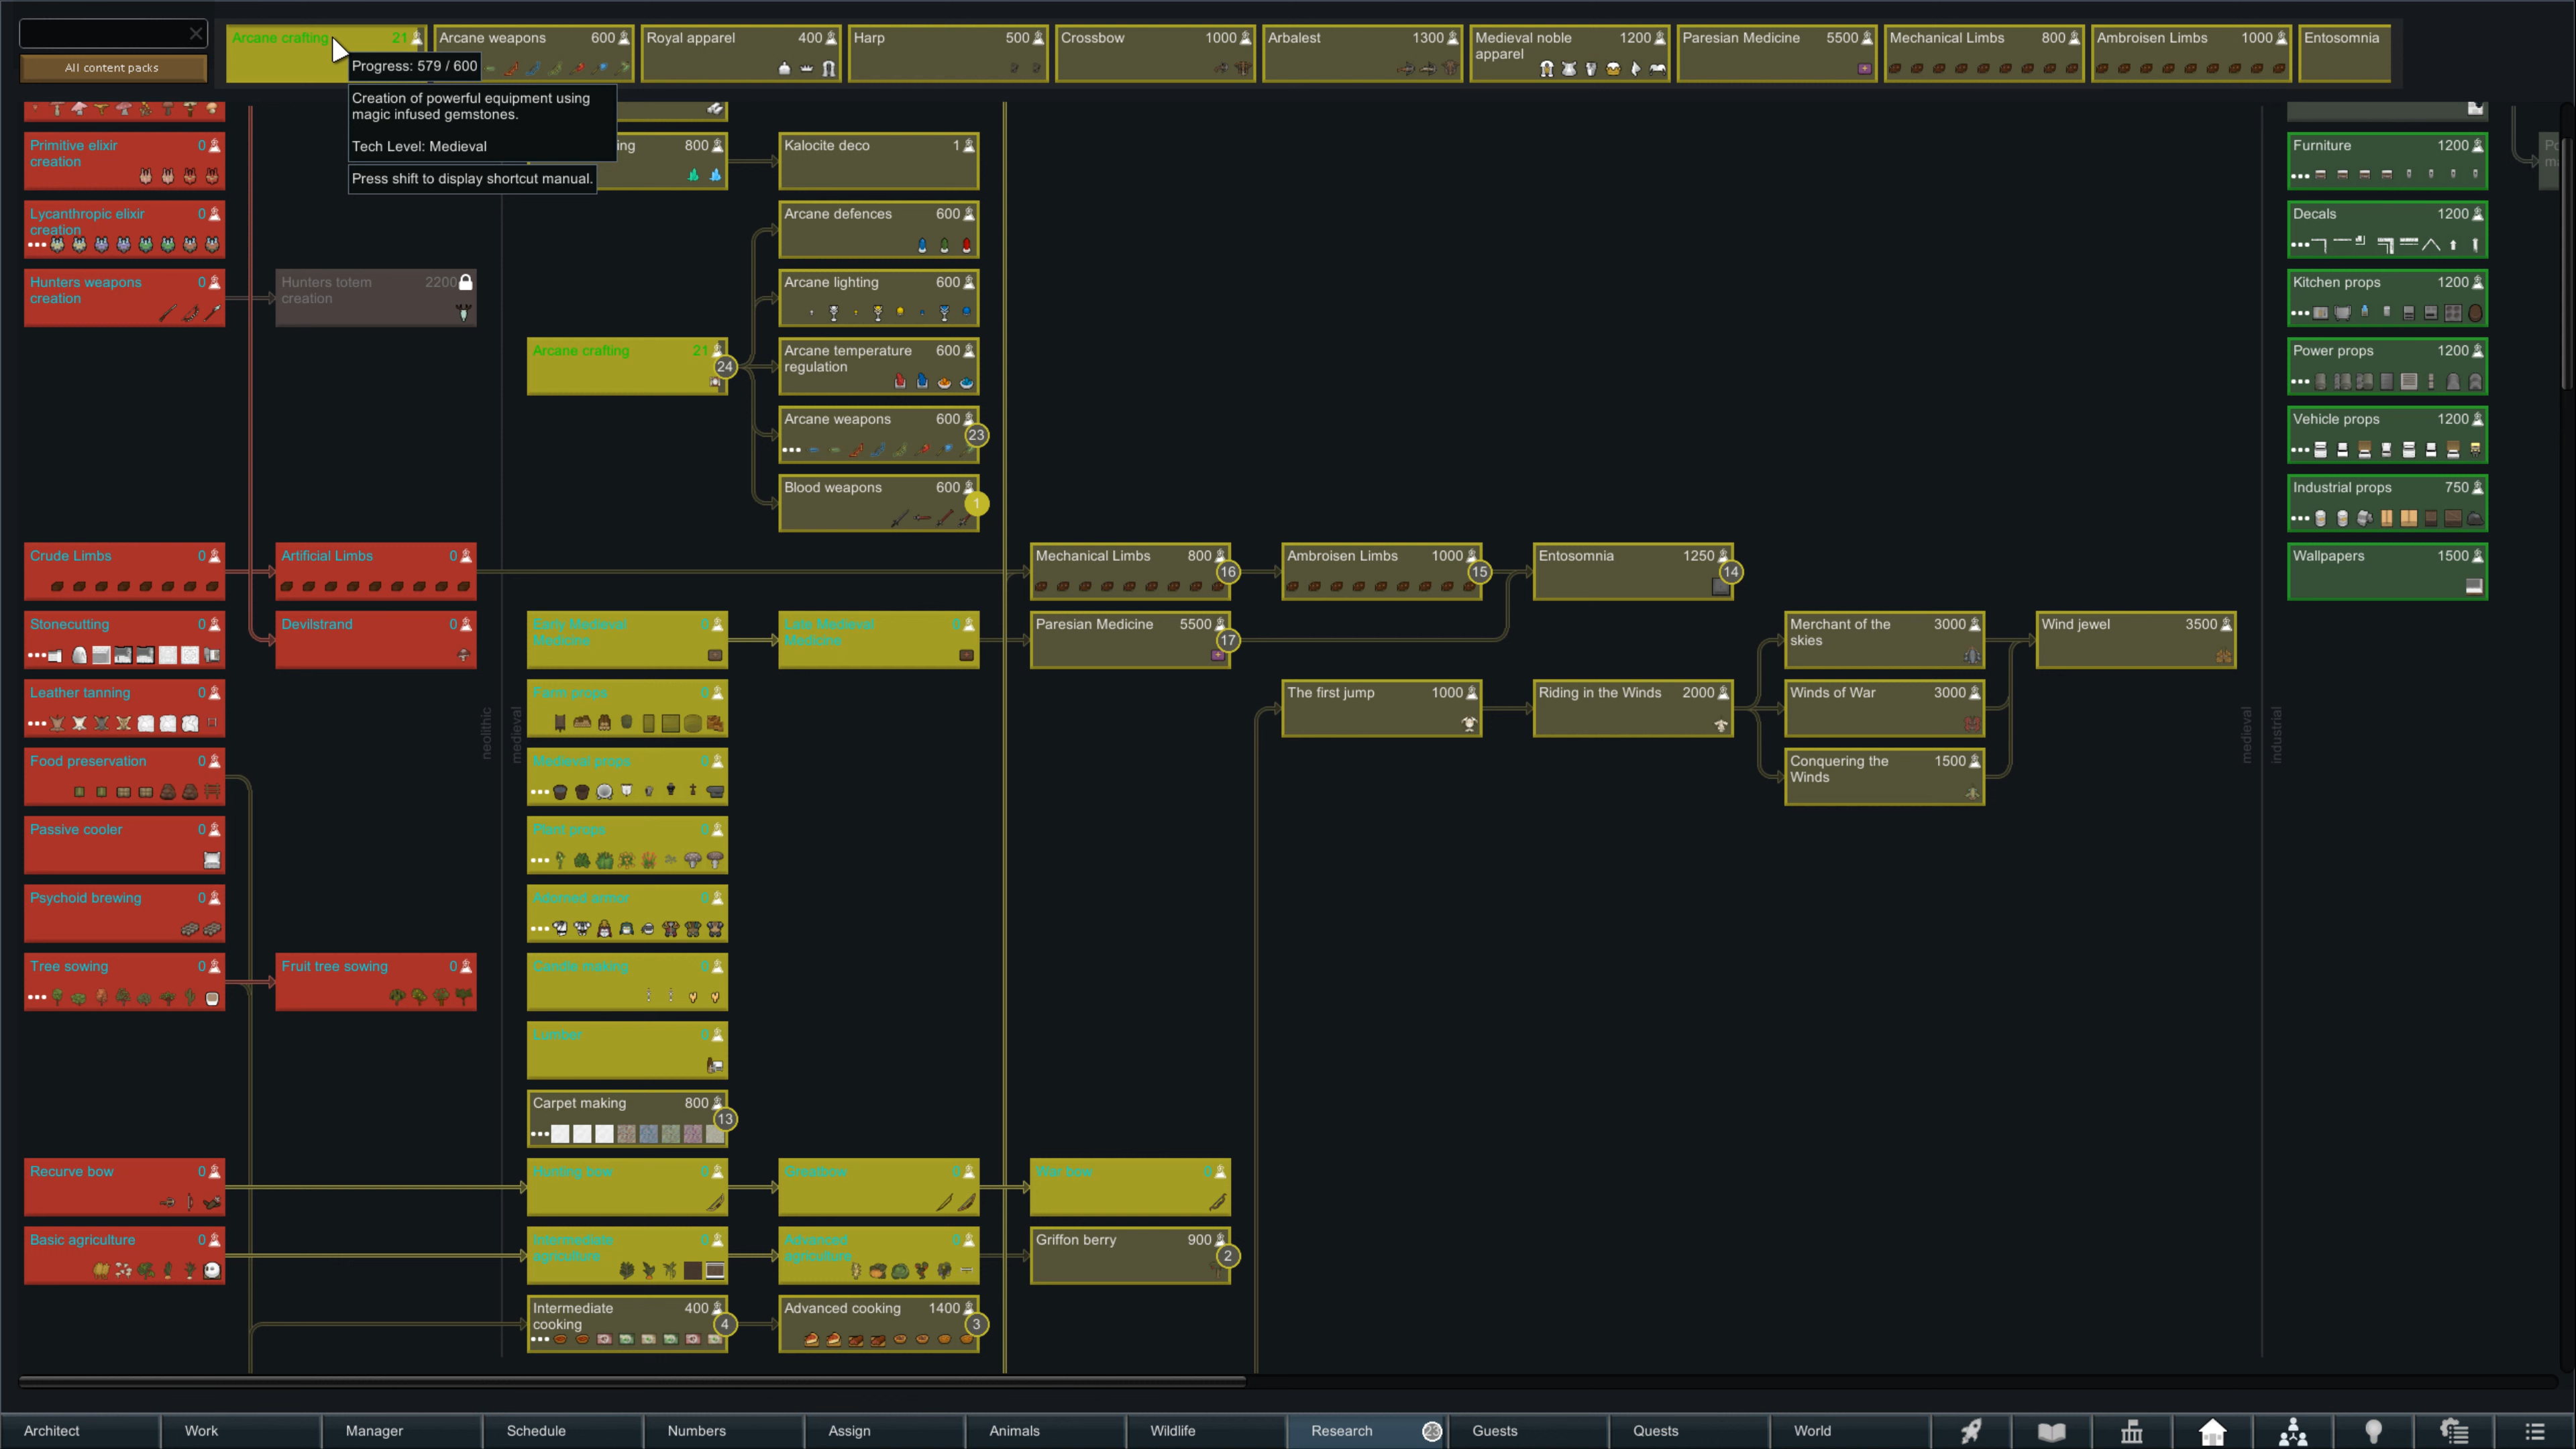 Arcane crafting 21
Arcane weapons 600
Royal apparel 400
Harp 500
Crossbow 1000
Arbalest 1300
Medieval noble 1200
apparel
Paresian Medicine 5500
Mechanical Limbs 800
Ambroisen Limbs 1000
Entosomnia
All content packs
Progress: 579 / 600
Creation of powerful equipment using
magic infused gemstones.
Tech Level: Medieval
Press shift to display shortcut manual.
Primitive elixir 0
creation
ing 800
Kalocite deco 1
Furniture 1200
Lycanthropic elixir 0
creation
Arcane defences 600
Decals 1200
Hunters weapons 0
creation
Hunters totem 2200
creation
Arcane lighting 600
Kitchen props 1200
Arcane crafting 21
24
Arcane temperature 600
regulation
Power props 1200
Arcane weapons 600
23
Vehicle props 1200
Blood weapons 600
1
Industrial props 750
Crude Limbs 0
Artificial Limbs 0
Mechanical Limbs 800
16
Ambroisen Limbs 1000
15
Entosomnia 1250
14
Wallpapers 1500
Stonecutting 0
Devilstrand 0
Early Medieval 0
Medicine
Late Medieval 0
Medicine
Paresian Medicine 5500
17
Merchant of the 3000
skies
Wind jewel 3500
Leather tanning 0
Farm props 0
The first jump 1000
Riding in the Winds 2000
Winds of War 3000
neolithic
medieval
medieval
industrial
Food preservation 0
Medieval props 0
Conquering the 1500
Winds
Passive cooler 0
Plant props 0
Psychoid brewing 0
Adorned armor 0
Tree sowing 0
Fruit tree sowing 0
Candle making 0
Lumber 0
Carpet making 800
13
Recurve bow 0
Hunting bow 0
Greatbow 0
War bow 0
Basic agriculture 0
Intermediate 0
agriculture
Advanced 0
agriculture
Griffon berry 900
2
Intermediate 400
cooking
4
Advanced cooking 1400
3
Architect
Work
Manager
Schedule
Numbers
Assign
Animals
Wildlife
Research 23
Guests
Quests
World